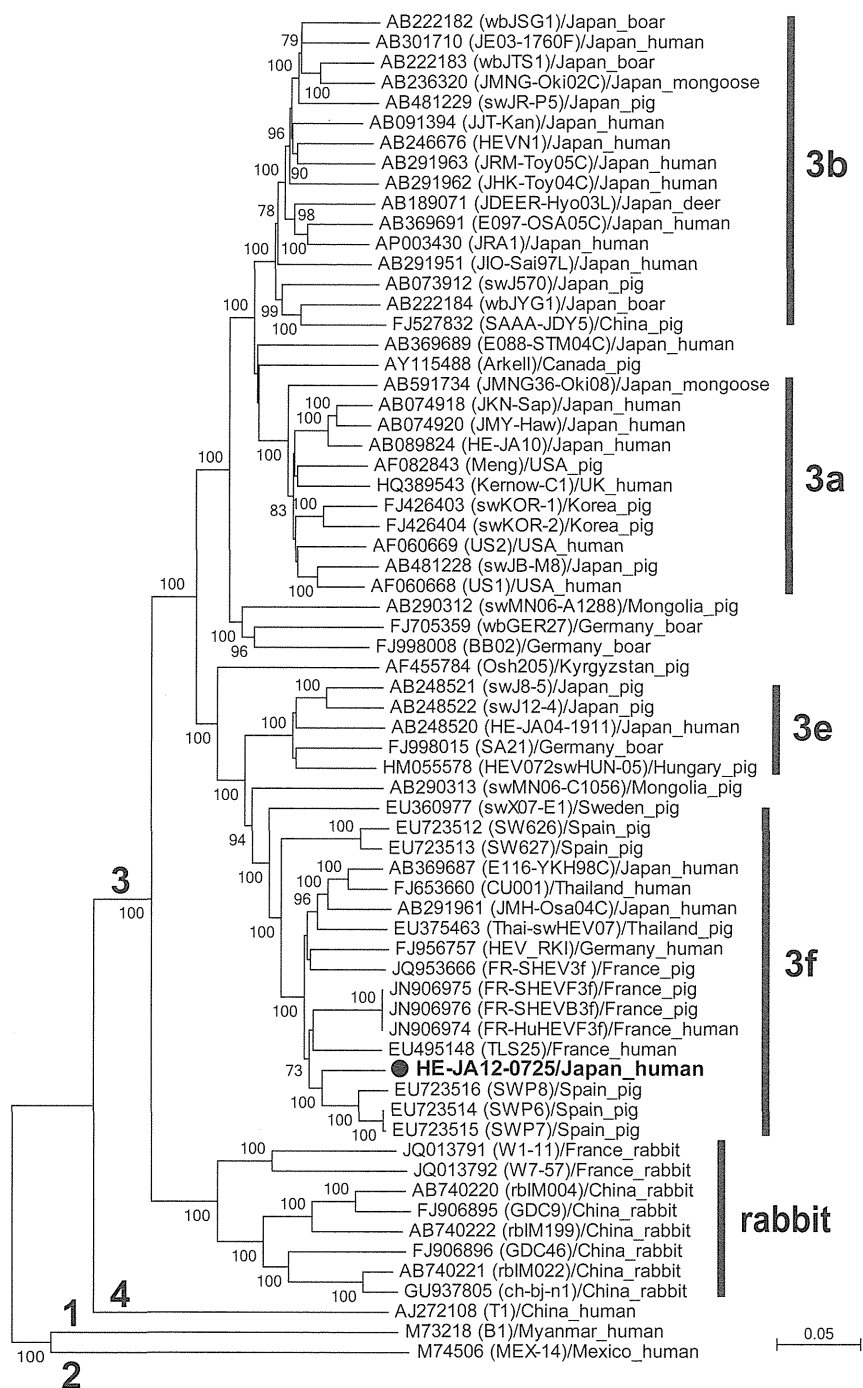 AB222182 (wbJSG1)/Japan_boar
79
AB301710 (JE03-1760F)/Japan_human
100
AB222183 (wbJTS1)/Japan_boar
100
AB236320 (JMNG-Oki02C)/Japan_mongoose
AB481229 (swJR-P5)/Japan_pig
96
AB091394 (JJT-Kan)/Japan_human
AB246676 (HEVN1)/Japan_human
3b
100
AB291963 (JRM-Toy05C)/Japan_human
90
AB291962 (JHK-Toy04C)/Japan_human
78
AB189071 (JDEER-Hyo03L)/Japan_deer
98
AB369691 (E097-OSA05C)/Japan_human
100
100
AP003430 (JRA1)/Japan_human
AB291951 (JIO-Sai97L)/Japan_human
AB073912 (swJ570)/Japan_pig
100
99
AB222184 (wbJYG1)/Japan_boar
100
FJ527832 (SAAA-JDY5)/China_pig
AB369689 (E088-STM04C)/Japan_human
AY115488 (Arkell)/Canada_pig
AB591734 (JMNG36-Oki08)/Japan_mongoose
100
AB074918 (JKN-Sap)/Japan_human
100
AB074920 (JMY-Haw)/Japan_human
100
100
AB089824 (HE-JA10)/Japan_human
AF082843 (Meng)/USA_pig
3a
HQ389543 (Kernow-C1)/UK_human
83
100
FJ426403 (swKOR-1)/Korea_pig
FJ426404 (swKOR-2)/Korea_pig
AF060669 (US2)/USA_human
AB481228 (swJB-M8)/Japan_pig
100
100
AF060668 (US1)/USA_human
AB290312 (swMN06-A1288)/Mongolia_pig
100
FJ705359 (wbGER27)/Germany_boar
96
FJ998008 (BB02)/Germany_boar
AF455784 (Osh205)/Kyrgyzstan_pig
100
AB248521 (swJ8-5)/Japan_pig
AB248522 (swJ12-4)/Japan_pig
100
100
AB248520 (HE-JA04-1911)/Japan_human
3e
FJ998015 (SA21)/Germany_boar
HM055578 (HEV072swHUN-05)/Hungary_pig
100
AB290313 (swMN06-C1056)/Mongolia_pig
EU360977 (swX07-E1)/Sweden_pig
94
100
EU723512 (SW626)/Spain_pig
EU723513 (SW627)/Spain_pig
100
100
AB369687 (E116-YKH98C)/Japan_human
3
100
FJ653660 (CU001)/Thailand_human
96
100
AB291961 (JMH-Osa04C)/Japan_human
100
EU375463 (Thai-swHEV07)/Thailand_pig
FJ956757 (HEV_RKI)/Germany_human
3f
JQ953666 (FR-SHEV3f )/France_pig
JN906975 (FR-SHEVF3f)/France_pig
100
100
JN906976 (FR-SHEVB3f)/France_pig
JN906974 (FR-HuHEVF3f)/France_human
EU495148 (TLS25)/France_human
73
HE-JA12-0725/Japan_human
EU723516 (SWP8)/Spain_pig
100
EU723514 (SWP6)/Spain_pig
100
EU723515 (SWP7)/Spain_pig
100
JQ013791 (W1-11)/France_rabbit
100
JQ013792 (W7-57)/France_rabbit
100
AB740220 (rbIM004)/China_rabbit
100
FJ906895 (GDC9)/China_rabbit
100
rabbit
AB740222 (rbIM199)/China_rabbit
100
FJ906896 (GDC46)/China_rabbit
100
AB740221 (rbIM022)/China_rabbit
100
GU937805 (ch-bj-n1)/China_rabbit
4
AJ272108 (T1)/China_human
1
M73218 (B1)/Myanmar_human
0.05
100
M74506 (MEX-14)/Mexico_human
2